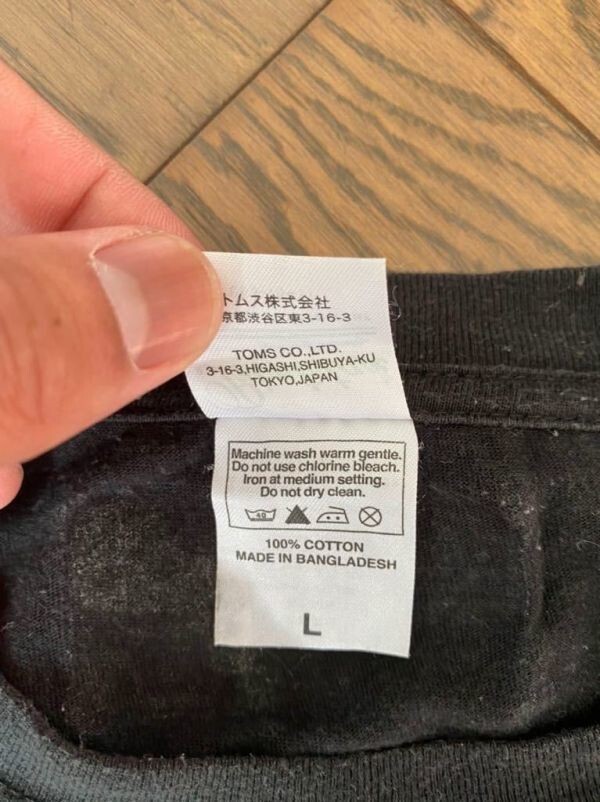 トムス株式会社
京都渋谷区東3-16-3
TOMS CO.,LTD.
3-16-3,HIGASHI,SHIBUYA-KU
TOKYO,JAPAN
Machine wash warm gentle.
Do not use chlorine bleach.
Iron at medium setting.
Do not dry clean.
40
100% COTTON
MADE IN BANGLADESH
L